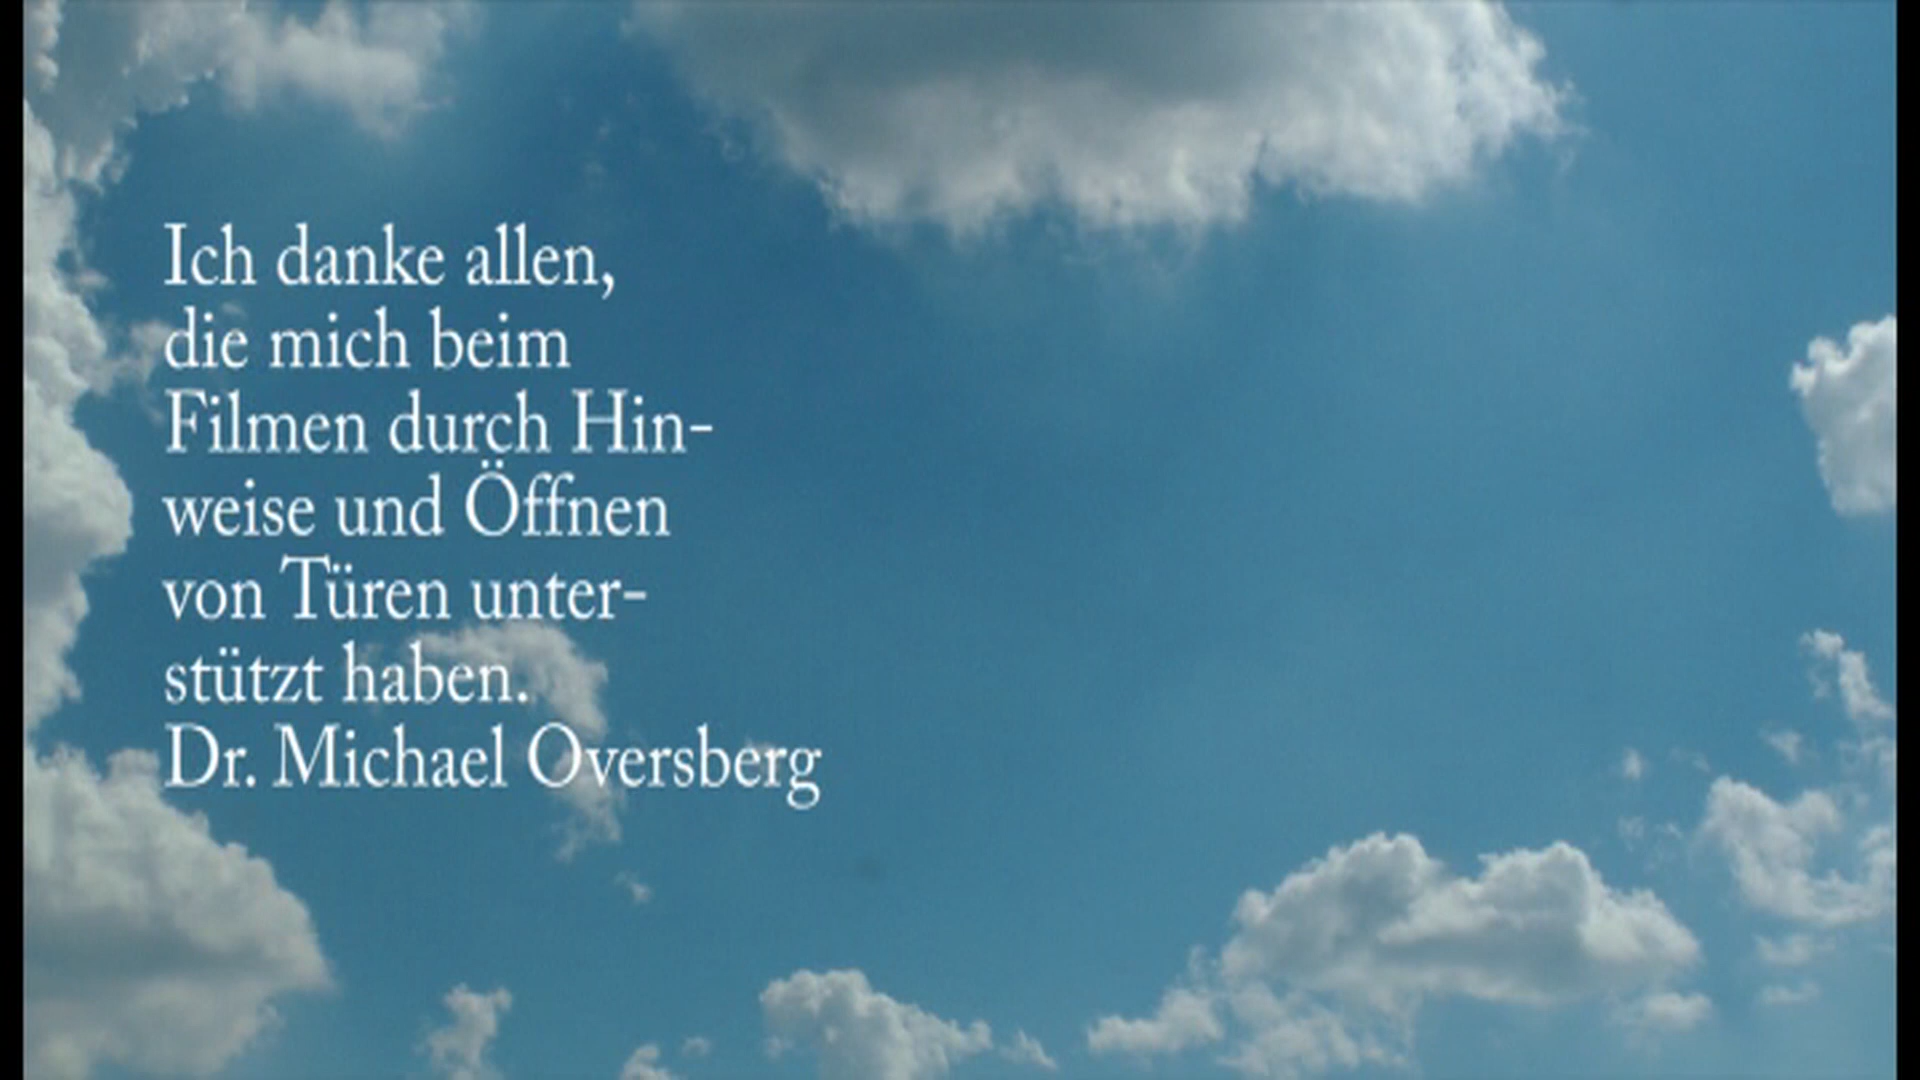 Ich danke allen,
die mich beim
Filmen durch Hin-
weise und Öffnen
von Türen unter-
stützt haben.
Dr. Michael Oversberg